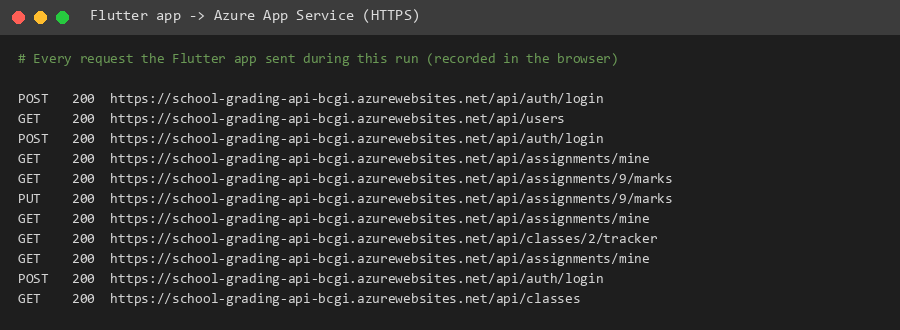 Flutter app -> Azure App Service (HTTPS)
# Every request the Flutter app sent during this run (recorded in the browser)
POST 200 https://school-grading-api-bcgi.azurewebsites.net/api/auth/login
GET 200 https://school-grading-api-bcgi.azurewebsites.net/api/users
POST 200 https://school-grading-api-bcgi.azurewebsites.net/api/auth/login
GET 200 https://school-grading-api-bcgi.azurewebsites.net/api/assignments/mine
GET 200 https://school-grading-api-bcgi.azurewebsites.net/api/assignments/9/marks
PUT 200 https://school-grading-api-bcgi.azurewebsites.net/api/assignments/9/marks
GET 200 https://school-grading-api-bcgi.azurewebsites.net/api/assignments/mine
GET 200 https://school-grading-api-bcgi.azurewebsites.net/api/classes/2/tracker
GET 200 https://school-grading-api-bcgi.azurewebsites.net/api/assignments/mine
POST 200 https://school-grading-api-bcgi.azurewebsites.net/api/auth/login
GET 200 https://school-grading-api-bcgi.azurewebsites.net/api/classes